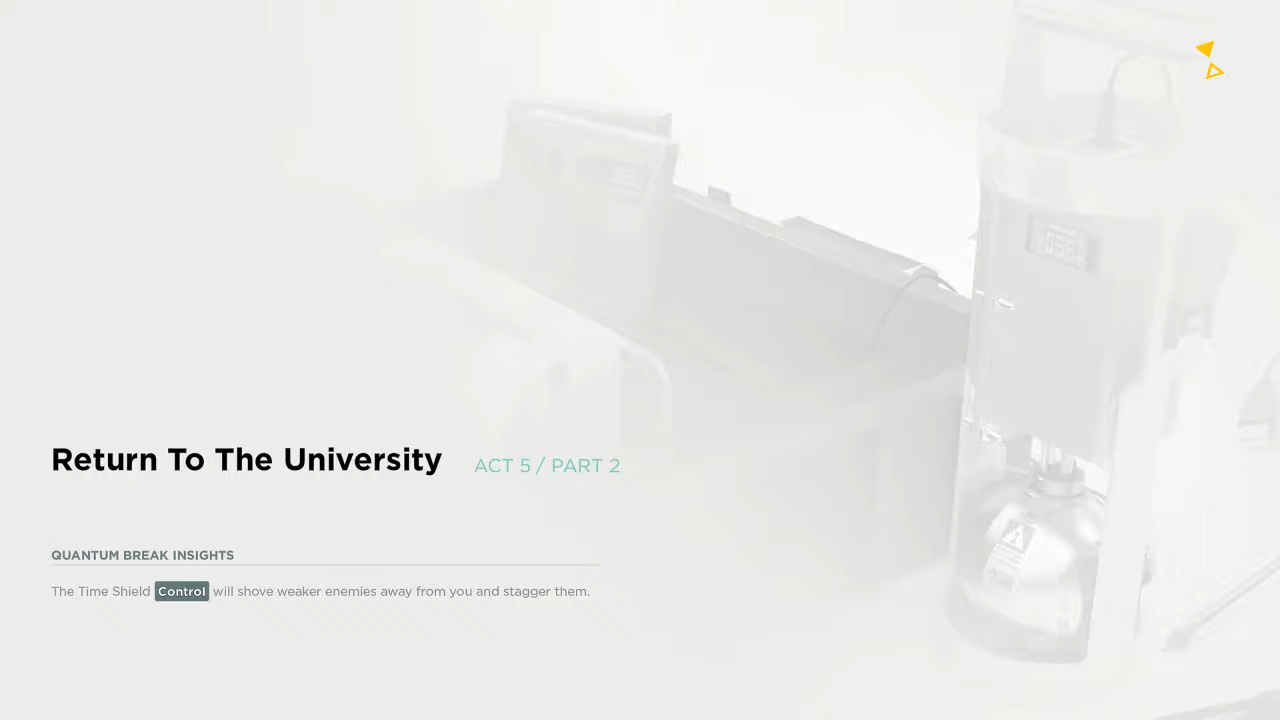 Return To The University ACT 5 / PART 2
QUANTUM BREAK INSIGHTS
The Time Shield Control will shove weaker enemies away from you and stagger them.